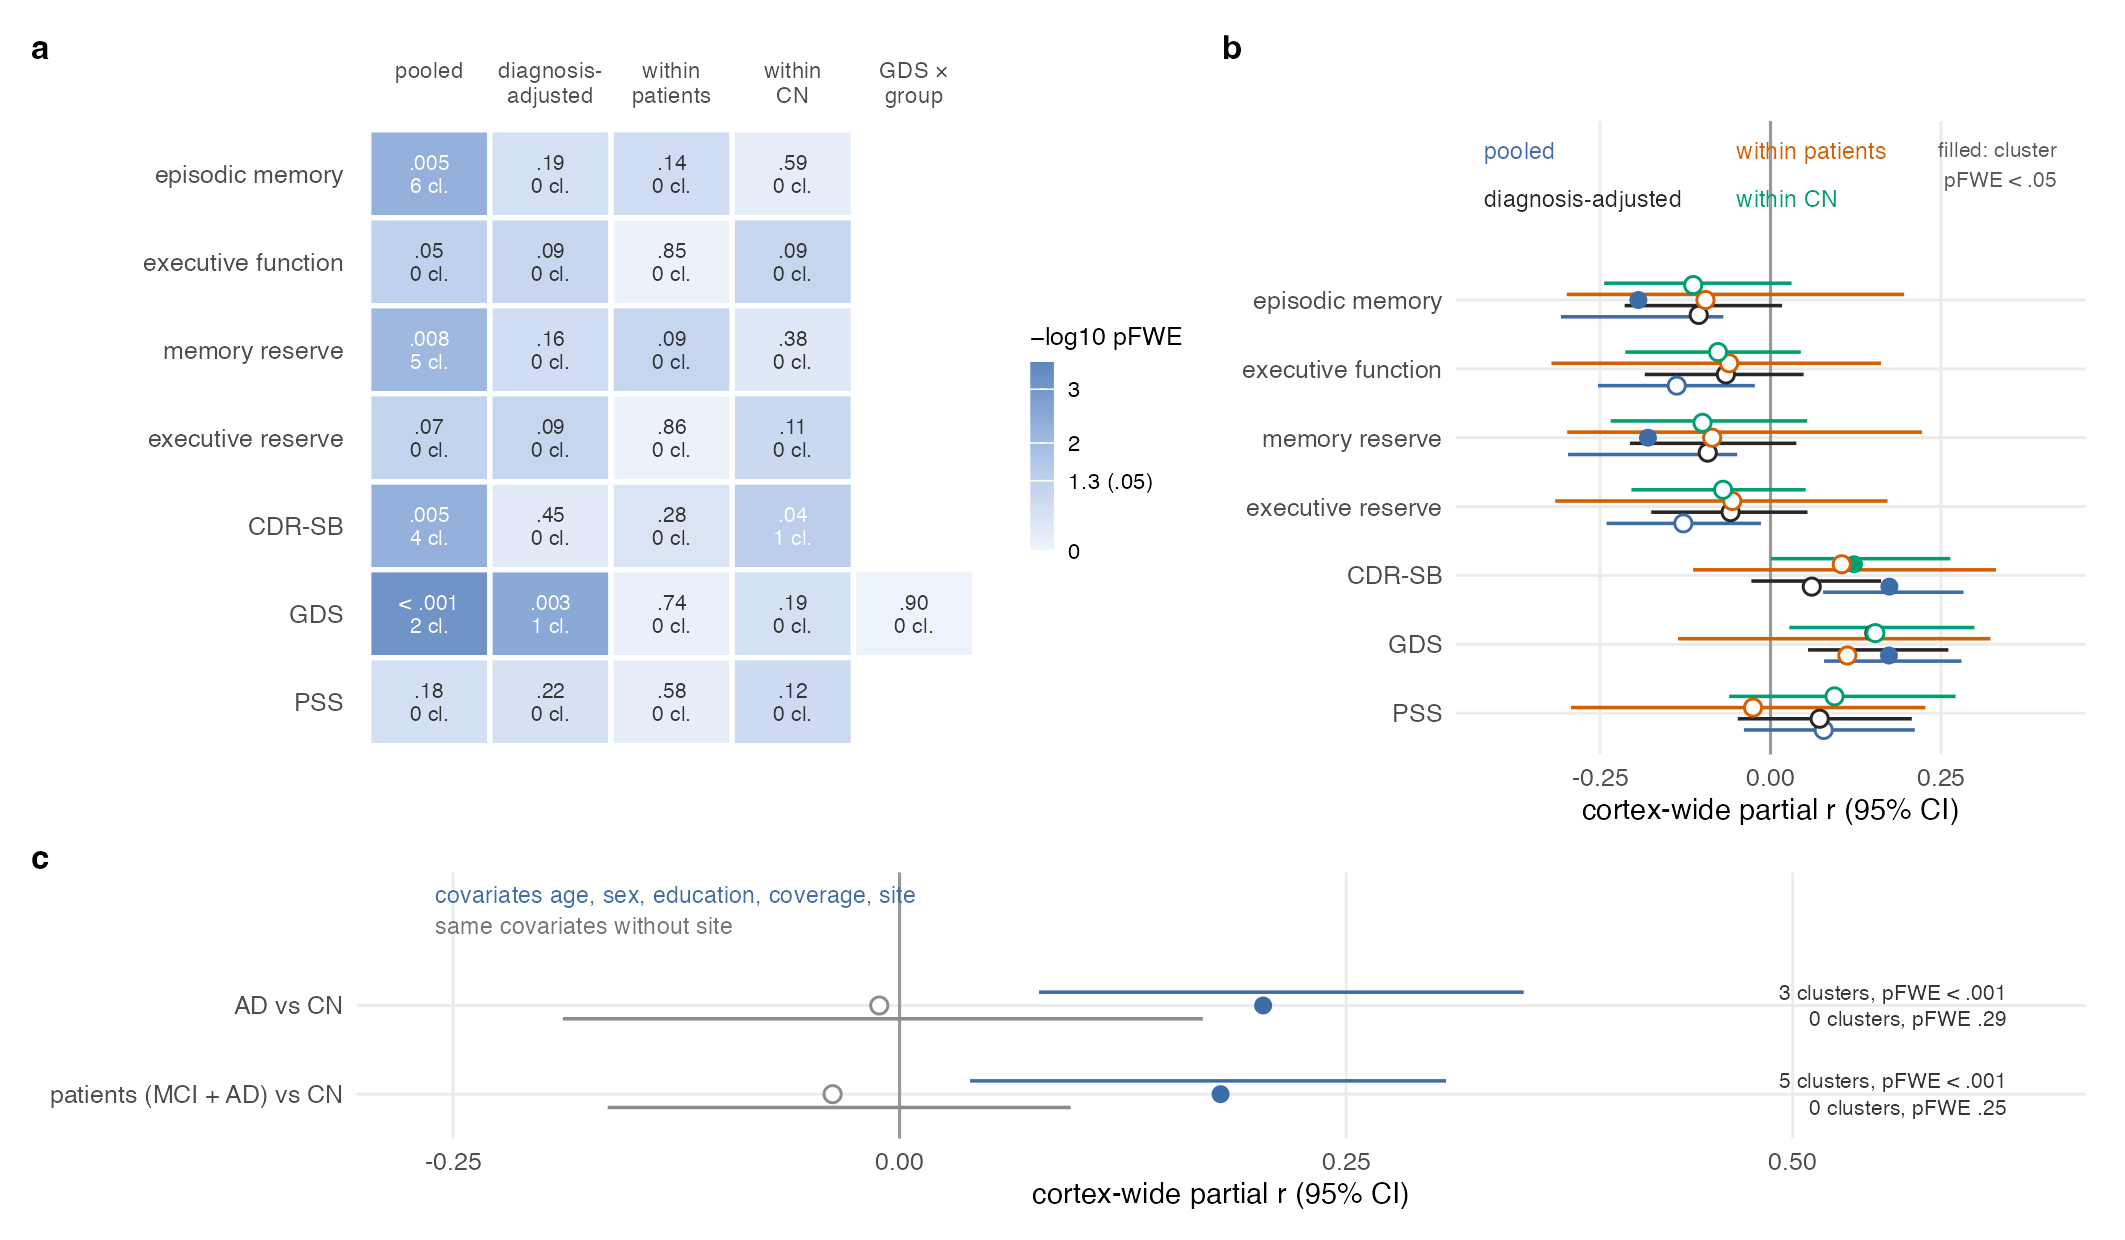 a
pooled
diagnosis-
adjusted
within
patients
within
CN
GDS ×
group
episodic memory
.005
6 cl.
.19
0 cl.
.14
0 cl.
.59
0 cl.
executive function
.05
0 cl.
.09
0 cl.
.85
0 cl.
.09
0 cl.
memory reserve
.008
5 cl.
.16
0 cl.
.09
0 cl.
.38
0 cl.
executive reserve
.07
0 cl.
.09
0 cl.
.86
0 cl.
.11
0 cl.
CDR-SB
.005
4 cl.
.45
0 cl.
.28
0 cl.
.04
1 cl.
GDS
< .001
2 cl.
.003
1 cl.
.74
0 cl.
.19
0 cl.
.90
0 cl.
PSS
.18
0 cl.
.22
0 cl.
.58
0 cl.
.12
0 cl.
−log10 pFWE
3
2
1.3 (.05)
0
b
pooled
within patients
filled: cluster
pFWE < .05
diagnosis-adjusted
within CN
episodic memory
executive function
memory reserve
executive reserve
CDR-SB
GDS
PSS
-0.25
0.00
0.25
cortex-wide partial r (95% CI)
c
covariates age, sex, education, coverage, site
same covariates without site
AD vs CN
3 clusters, pFWE < .001
0 clusters, pFWE .29
patients (MCI + AD) vs CN
5 clusters, pFWE < .001
0 clusters, pFWE .25
-0.25
0.00
0.25
0.50
cortex-wide partial r (95% CI)